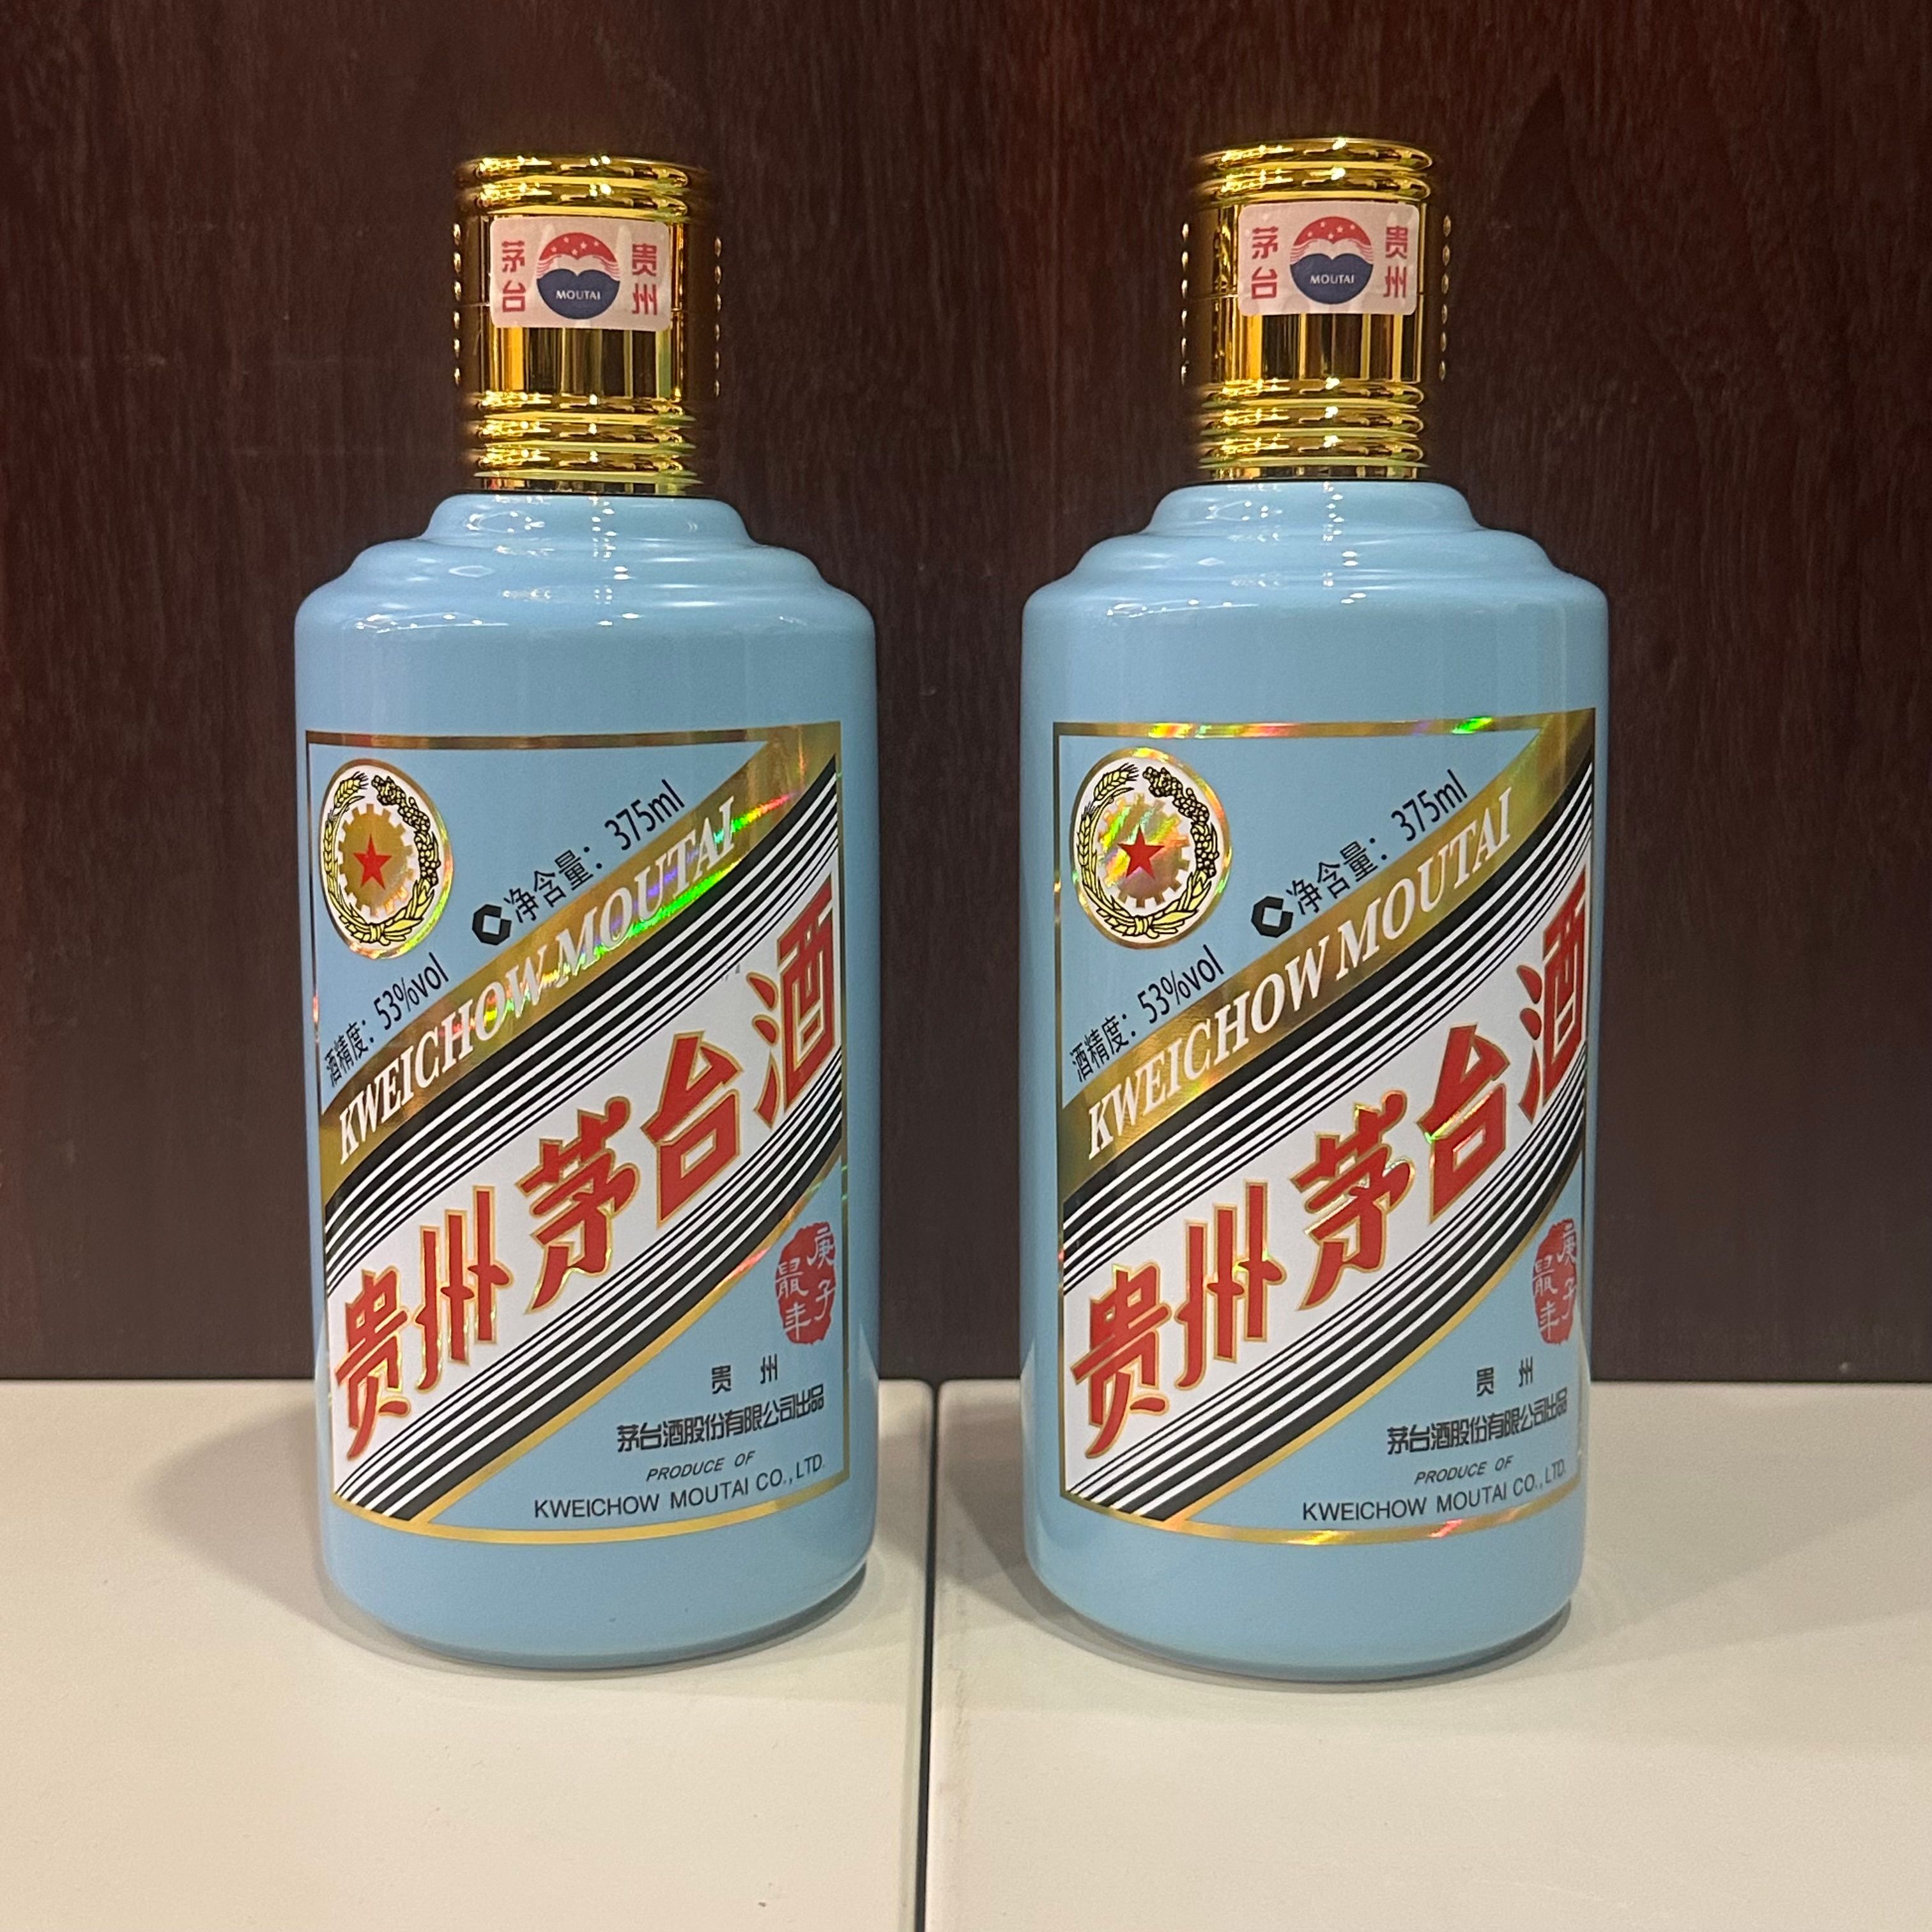 茅台 MOUTAI 贵州
净含量：375ml
酒精度：53%vol
KWEICHOW MOUTAI
贵州茅台酒
庚子
鼠年
贵 州
茅台酒股份有限公司出品
PRODUCE OF
KWEICHOW MOUTAI CO., LTD.
茅台 MOUTAI 贵州
净含量：375ml
酒精度：53%vol
KWEICHOW MOUTAI
贵州茅台酒
庚子
鼠年
贵 州
茅台酒股份有限公司出品
PRODUCE OF
KWEICHOW MOUTAI CO., LTD.